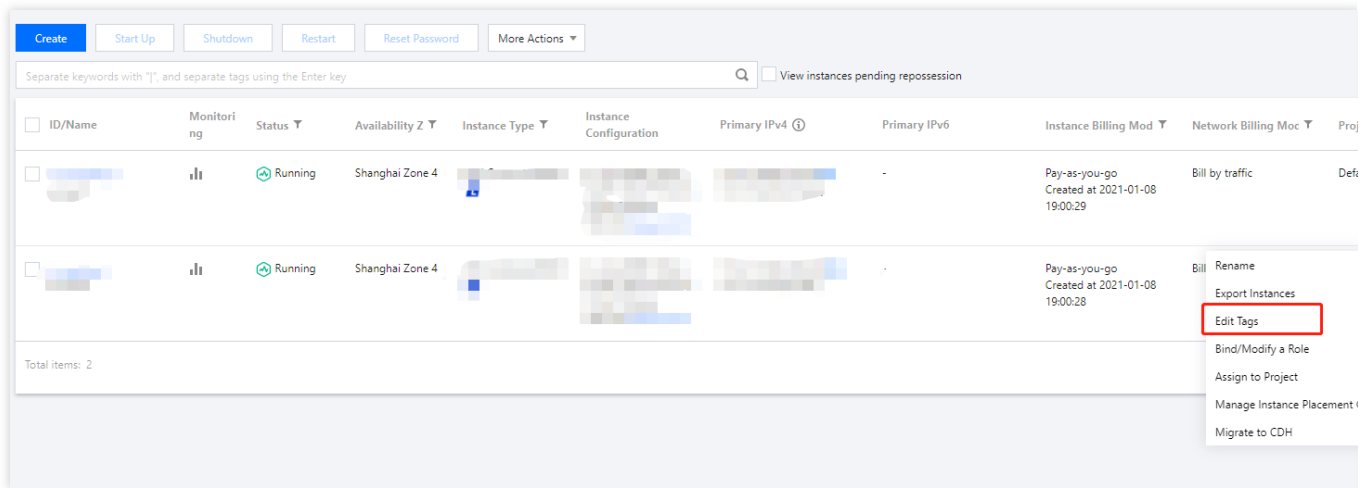 Create Start Up Shutdown Restart Reset Password More Actions
Separate keywords with "|", and separate tags using the Enter key View instances pending repossession
ID/Name Monitori Status Availability Z Instance Type Instance Primary IPv4 Primary IPv6 Instance Billing Mod Network Billing Moc Proj
ng Configuration
Running Shanghai Zone 4 - Pay-as-you-go Bill by traffic Defa
Created at 2021-01-08
19:00:29
Running Shanghai Zone 4 - Pay-as-you-go Bill Rename
Created at 2021-01-08 Export Instances
19:00:28
Edit Tags
Bind/Modify a Role
Total items: 2
Assign to Project
Manage Instance Placement
Migrate to CDH